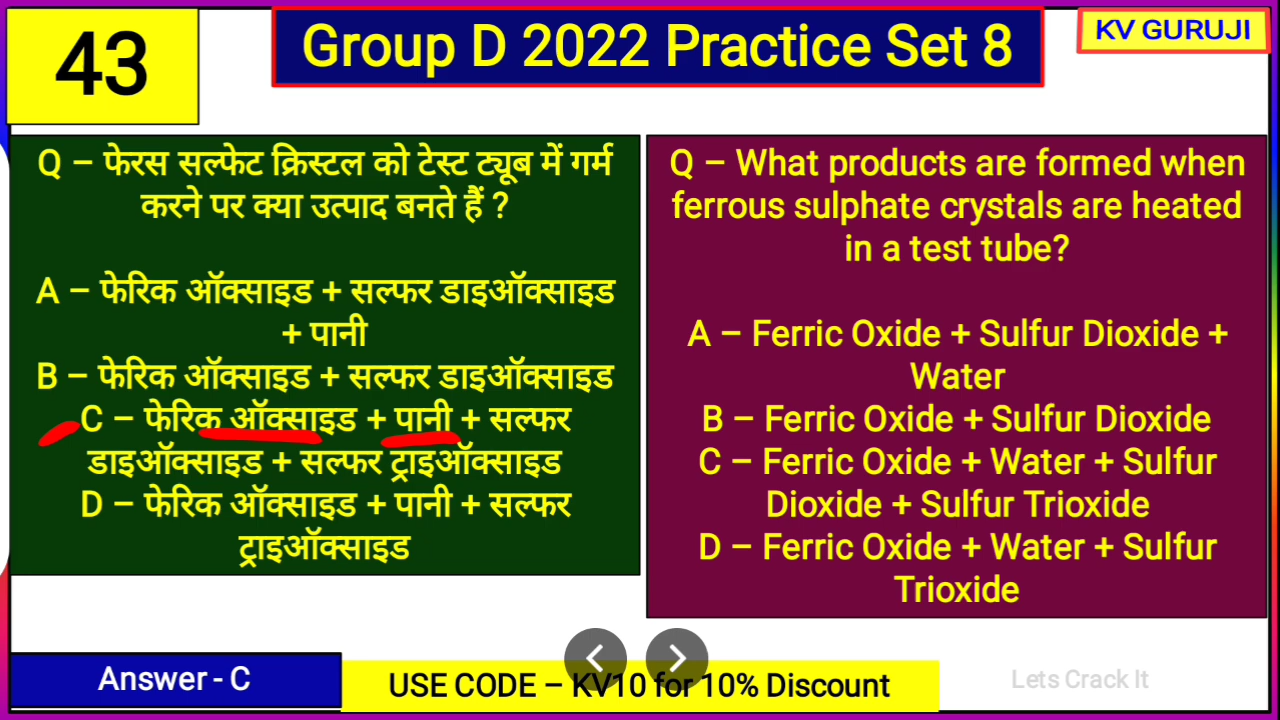 43
Group D 2022 Practice Set 8
KV GURUJI
Q – फेरस सल्फेट क्रिस्टल को टेस्ट ट्यूब में गर्म
करने पर क्या उत्पाद बनते हैं ?
A – फेरिक ऑक्साइड + सल्फर डाइऑक्साइड
+ पानी
B – फेरिक ऑक्साइड + सल्फर डाइऑक्साइड
C – फेरिक ऑक्साइड + पानी + सल्फर
डाइऑक्साइड + सल्फर ट्राइऑक्साइड
D – फेरिक ऑक्साइड + पानी + सल्फर
ट्राइऑक्साइड
Q – What products are formed when
ferrous sulphate crystals are heated
in a test tube?
A – Ferric Oxide + Sulfur Dioxide +
Water
B – Ferric Oxide + Sulfur Dioxide
C – Ferric Oxide + Water + Sulfur
Dioxide + Sulfur Trioxide
D – Ferric Oxide + Water + Sulfur
Trioxide
Answer - C
USE CODE – KV10 for 10% Discount
Lets Crack It